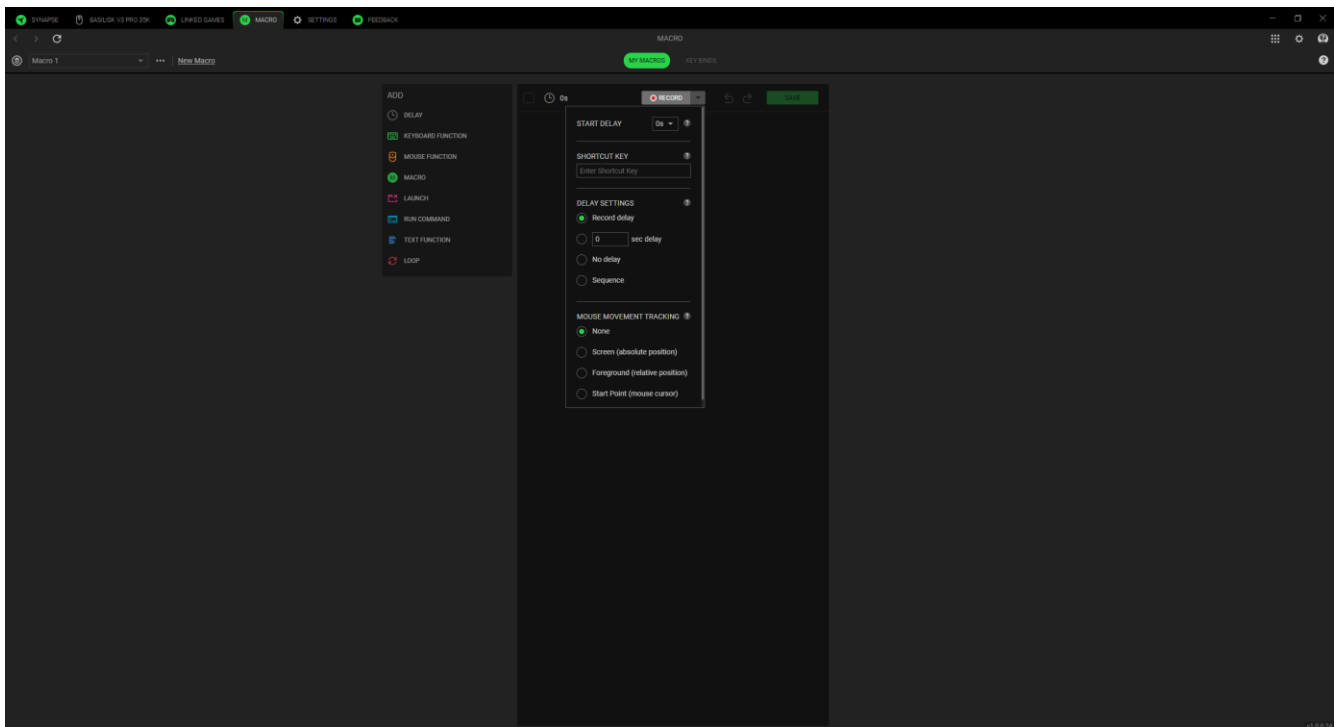 SYNAPSE BASILISK V3 PRO 35K LINKED GAMES MACRO SETTINGS FEEDBACK
MACRO
Macro 1 New Macro MY MACROS KEY BINDS
ADD
DELAY
KEYBOARD FUNCTION
MOUSE FUNCTION
MACRO
LAUNCH
RUN COMMAND
TEXT FUNCTION
LOOP
0s RECORD SAVE
START DELAY 0s
SHORTCUT KEY
Enter Shortcut Key
DELAY SETTINGS
Record delay
0 sec delay
No delay
Sequence
MOUSE MOVEMENT TRACKING
None
Screen (absolute position)
Foreground (relative position)
Start Point (mouse cursor)